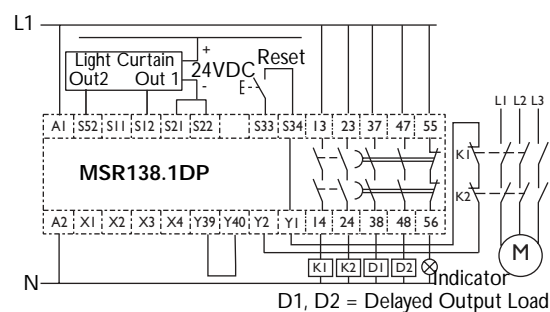 L1
Light Curtain
Out2 Out 1
+
24VDC
-
Reset
E
A1 S52 S11 S12 S21 S22 S33 S34 13 23 37 47 55
L1 L2 L3
MSR138.1DP
K1
K2
A2 X1 X2 X3 X4 Y39 Y40 Y2 Y1 14 24 38 48 56
K1 K2 D1 D2
M
Indicator
N
D1, D2 = Delayed Output Load